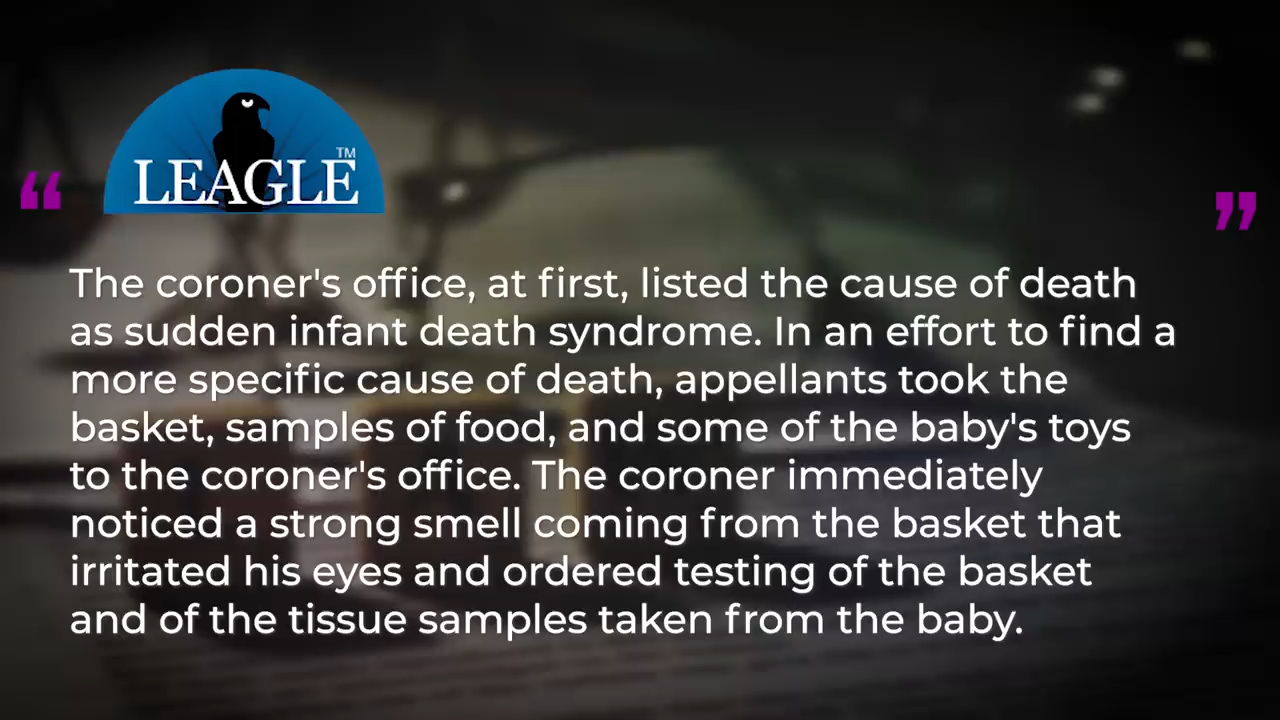 LEAGLE™
“ ”
The coroner's office, at first, listed the cause of death
as sudden infant death syndrome. In an effort to find a
more specific cause of death, appellants took the
basket, samples of food, and some of the baby's toys
to the coroner's office. The coroner immediately
noticed a strong smell coming from the basket that
irritated his eyes and ordered testing of the basket
and of the tissue samples taken from the baby.